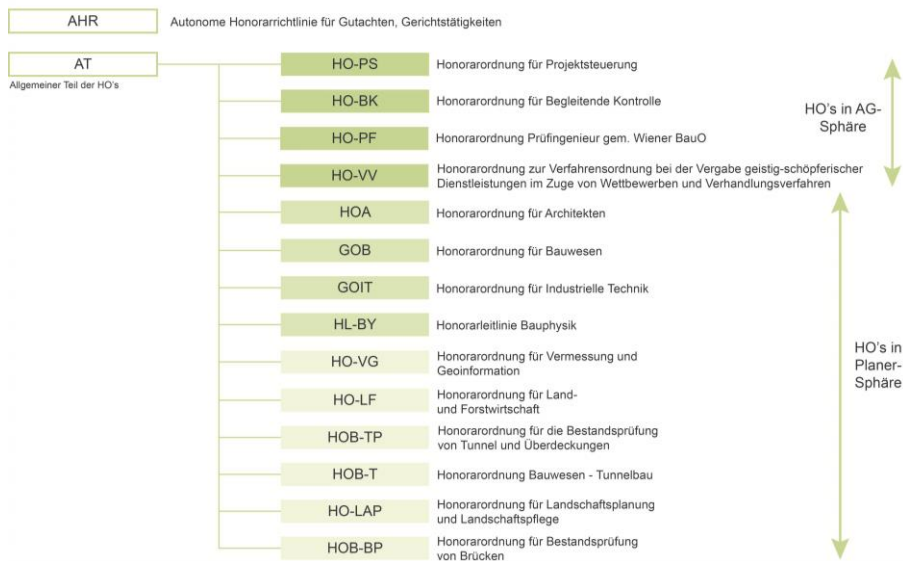 AHR
Autonome Honorarrichtlinie für Gutachten, Gerichtstätigkeiten
AT
Allgemeiner Teil der HO's
HO-PS
Honorarordnung für Projektsteuerung
HO-BK
Honorarordnung für Begleitende Kontrolle
HO-PF
Honorarordnung Prüfingenieur gem. Wiener BauO
HO-VV
Honorarordnung zur Verfahrensordnung bei der Vergabe geistig-schöpferischer
Dienstleistungen im Zuge von Wettbewerben und Verhandlungsverfahren
HO's in AG-
Sphäre
HOA
Honorarordnung für Architekten
GOB
Honorarordnung für Bauwesen
GOIT
Honorarordnung für Industrielle Technik
HL-BY
Honorarleitlinie Bauphysik
HO-VG
Honorarordnung für Vermessung und
Geoinformation
HO-LF
Honorarordnung für Land-
und Forstwirtschaft
HOB-TP
Honorarordnung für die Bestandsprüfung
von Tunnel und Überdeckungen
HOB-T
Honorarordnung Bauwesen - Tunnelbau
HO-LAP
Honorarordnung für Landschaftsplanung
und Landschaftspflege
HOB-BP
Honorarordnung für Bestandsprüfung
von Brücken
HO's in
Planer-
Sphäre